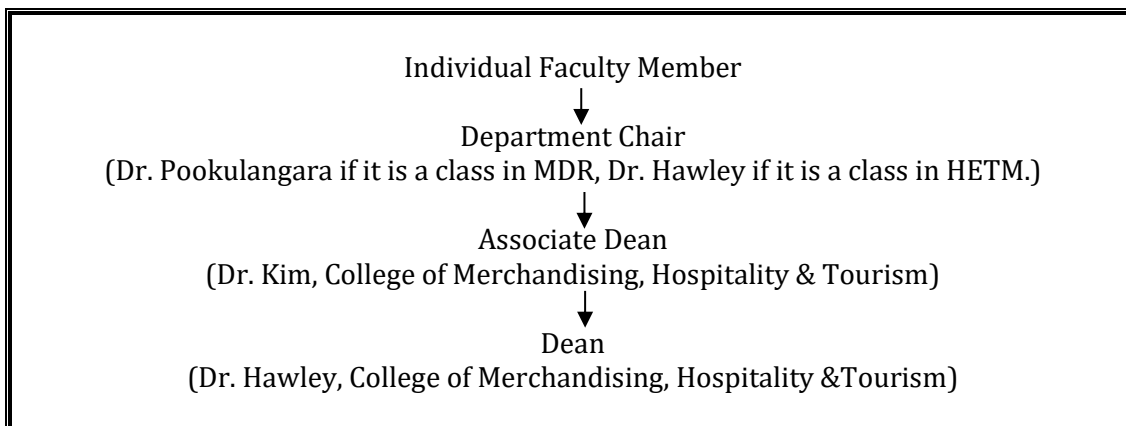 Individual Faculty Member
Department Chair
(Dr. Pookulangara if it is a class in MDR, Dr. Hawley if it is a class in HETM.)
Associate Dean
(Dr. Kim, College of Merchandising, Hospitality & Tourism)
Dean
(Dr. Hawley, College of Merchandising, Hospitality &Tourism)